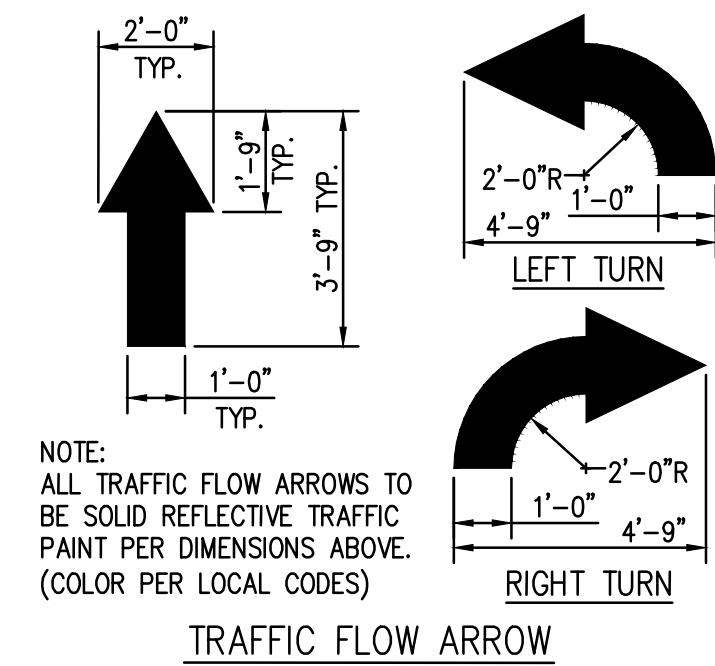 2'-0"
TYP.
1'-9"
TYP.
3'-9" TYP.
1'-0"
TYP.
2'-0"R
1'-0"
4'-9"
LEFT TURN
2'-0"R
1'-0"
4'-9"
RIGHT TURN
NOTE:
ALL TRAFFIC FLOW ARROWS TO
BE SOLID REFLECTIVE TRAFFIC
PAINT PER DIMENSIONS ABOVE.
(COLOR PER LOCAL CODES)
TRAFFIC FLOW ARROW